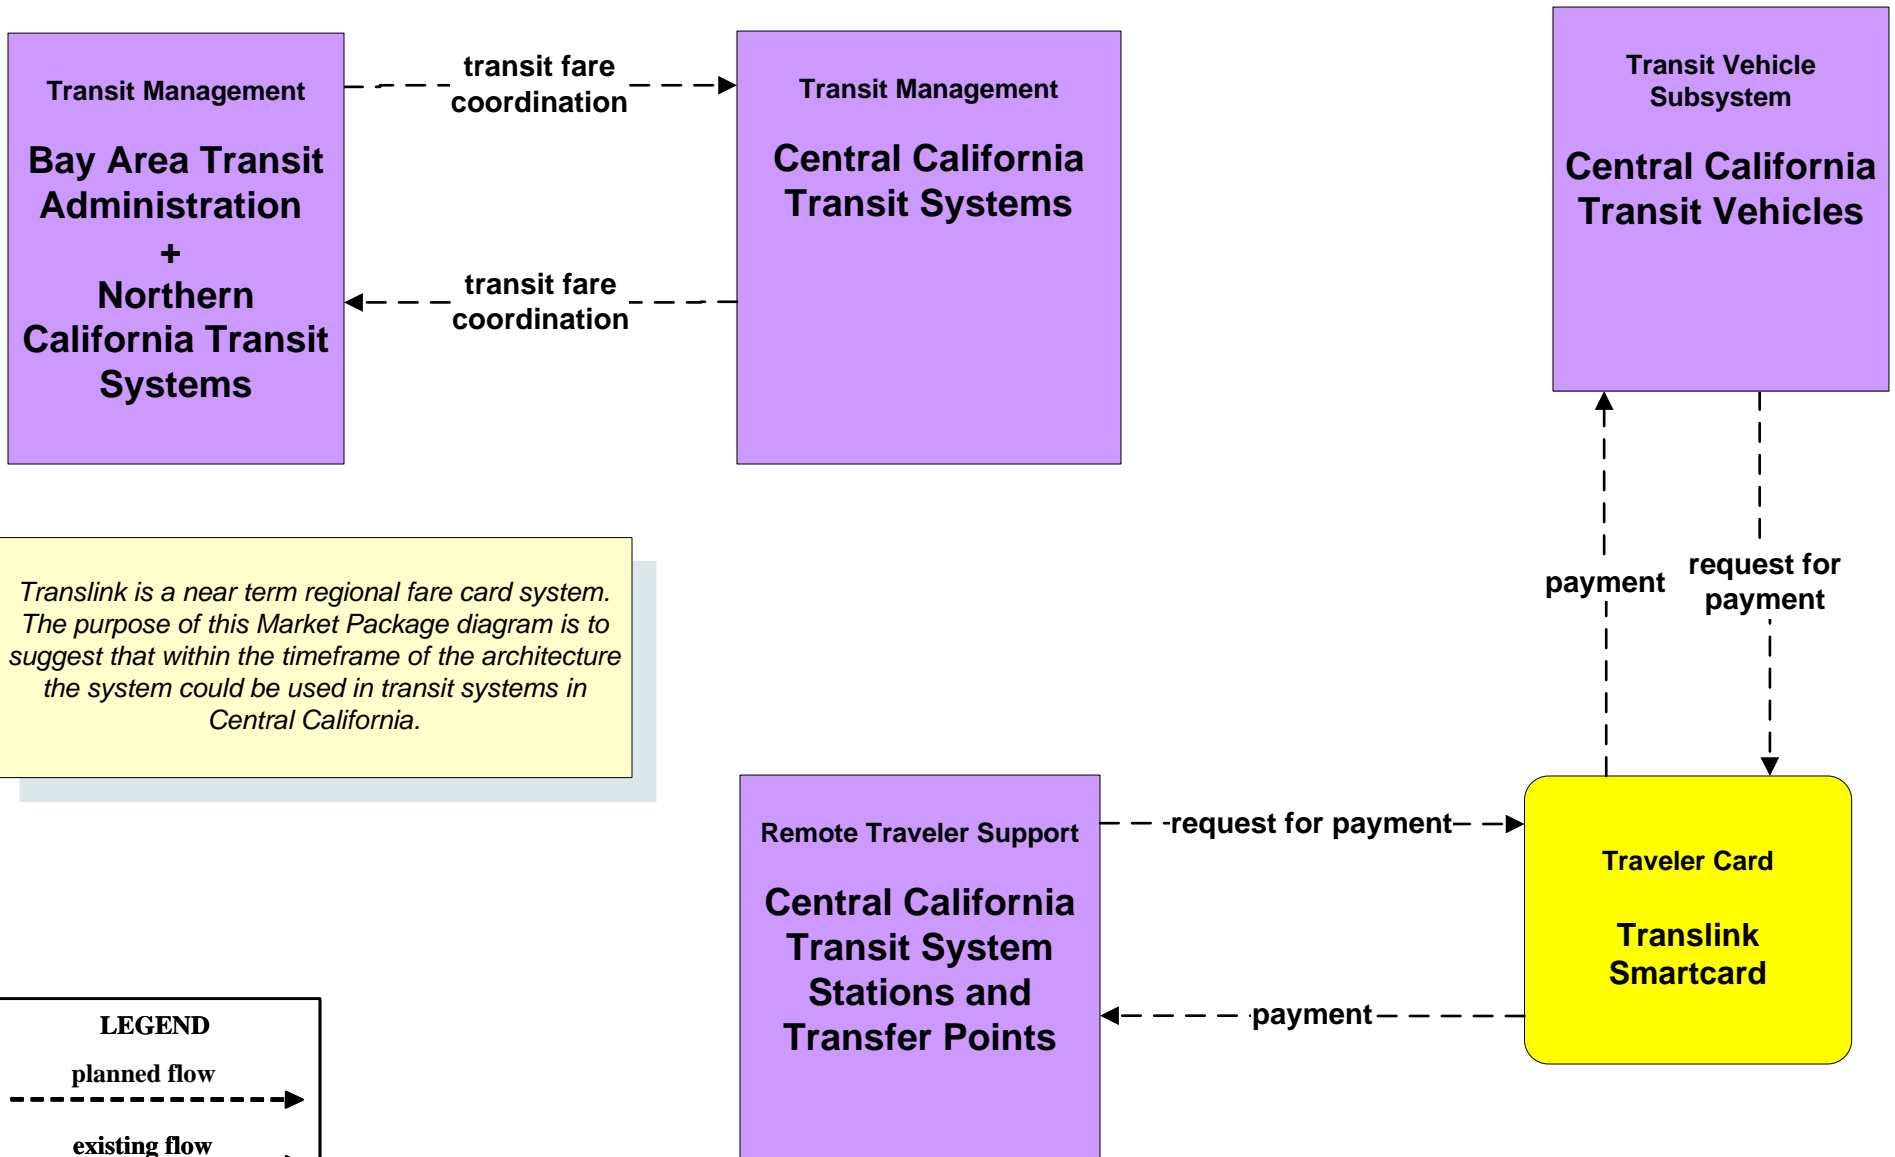 Transit Management
Bay Area Transit
Administration
+
Northern
California Transit
Systems
transit fare
coordination
transit fare
coordination
Transit Management
Central California
Transit Systems
Transit Vehicle
Subsystem
Central California
Transit Vehicles
payment
request for
payment
Translink is a near term regional fare card system.
The purpose of this Market Package diagram is to
suggest that within the timeframe of the architecture
the system could be used in transit systems in
Central California.
Remote Traveler Support
Central California
Transit System
Stations and
Transfer Points
request for payment
payment
Traveler Card
Translink
Smartcard
LEGEND
planned flow
existing flow